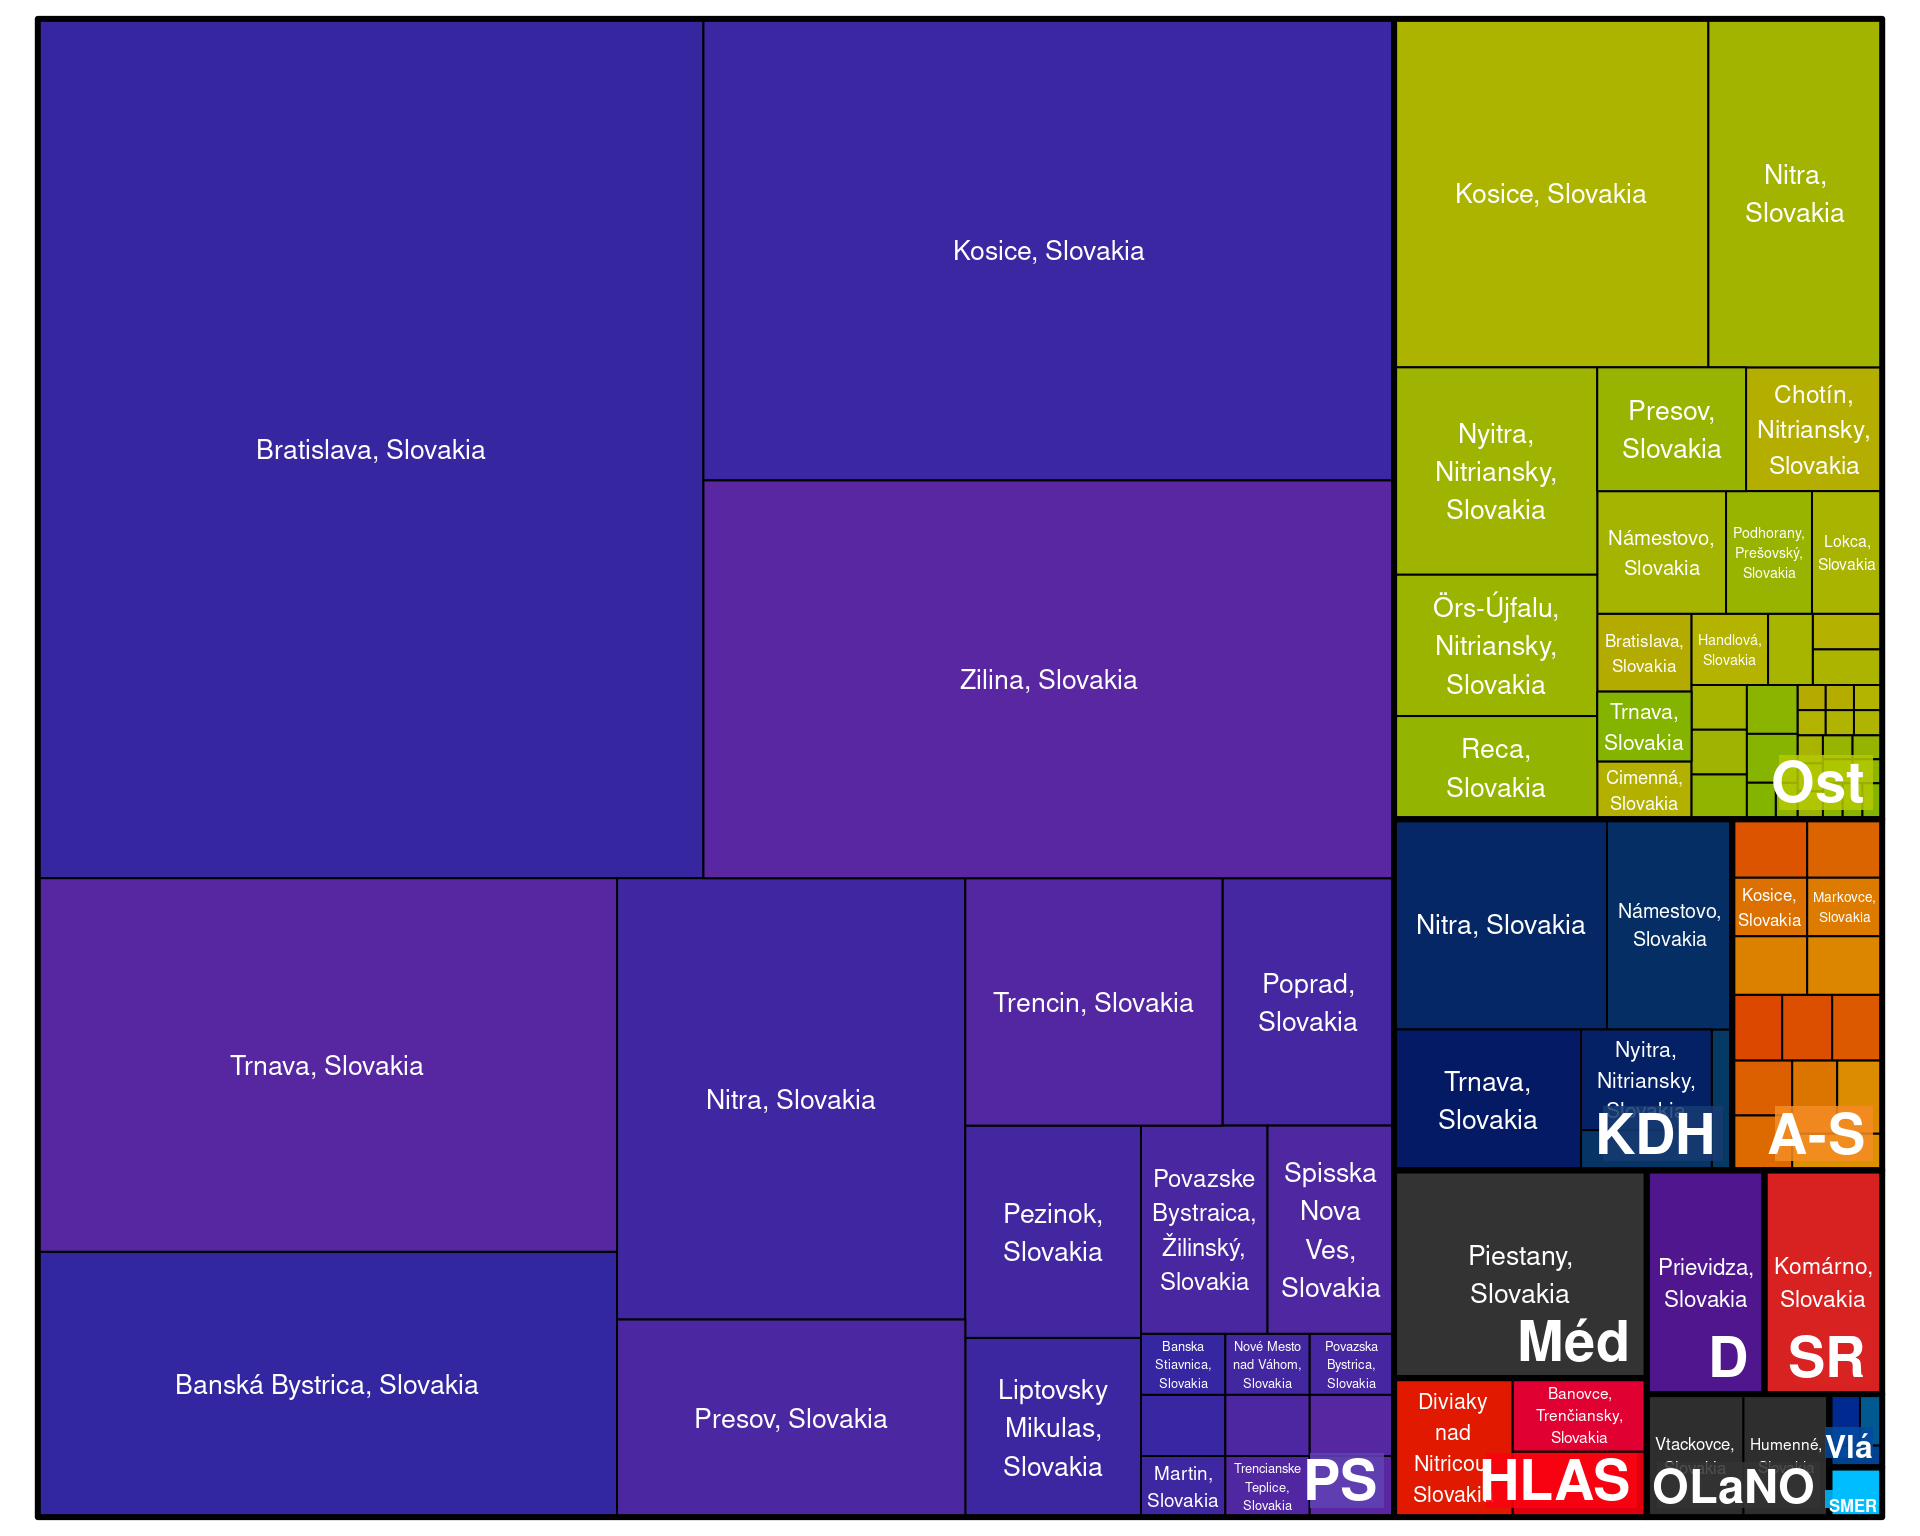 Bratislava, Slovakia
Kosice, Slovakia
Zilina, Slovakia
Trnava, Slovakia
Banská Bystrica, Slovakia
Nitra, Slovakia
Presov, Slovakia
Trencin, Slovakia
Poprad,
Slovakia
Pezinok,
Slovakia
Povazske
Bystraica,
Žilinský,
Slovakia
Spisska
Nova
Ves,
Slovakia
Liptovsky
Mikulas,
Slovakia
Banska
Stiavnica,
Slovakia
Nové Mesto
nad Váhom,
Slovakia
Povazska
Bystrica,
Slovakia
Martin,
Slovakia
Trencianske
Teplice,
Slovakia
PS
Kosice, Slovakia
Nitra,
Slovakia
Nyitra,
Nitriansky,
Slovakia
Presov,
Slovakia
Chotín,
Nitriansky,
Slovakia
Námestovo,
Slovakia
Podhorany,
Prešovský,
Slovakia
Lokca,
Slovakia
Örs-Újfalu,
Nitriansky,
Slovakia
Bratislava,
Slovakia
Handlová,
Slovakia
Reca,
Slovakia
Trnava,
Slovakia
Cimenná,
Slovakia
Ost
Nitra, Slovakia
Námestovo,
Slovakia
Trnava,
Slovakia
Nyitra,
Nitriansky,
Slovakia
KDH
Kosice,
Slovakia
Markovce,
Slovakia
A-S
Piestany,
Slovakia
Méd
Prievidza,
Slovakia
D
Komárno,
Slovakia
SR
Diviaky
nad
Nitricou
Slovakia
Banovce,
Trenčiansky,
Slovakia
HLAS
Vtackovce,
Slovakia
Humenné,
Slovakia
OLaNO
Vlá
SMER